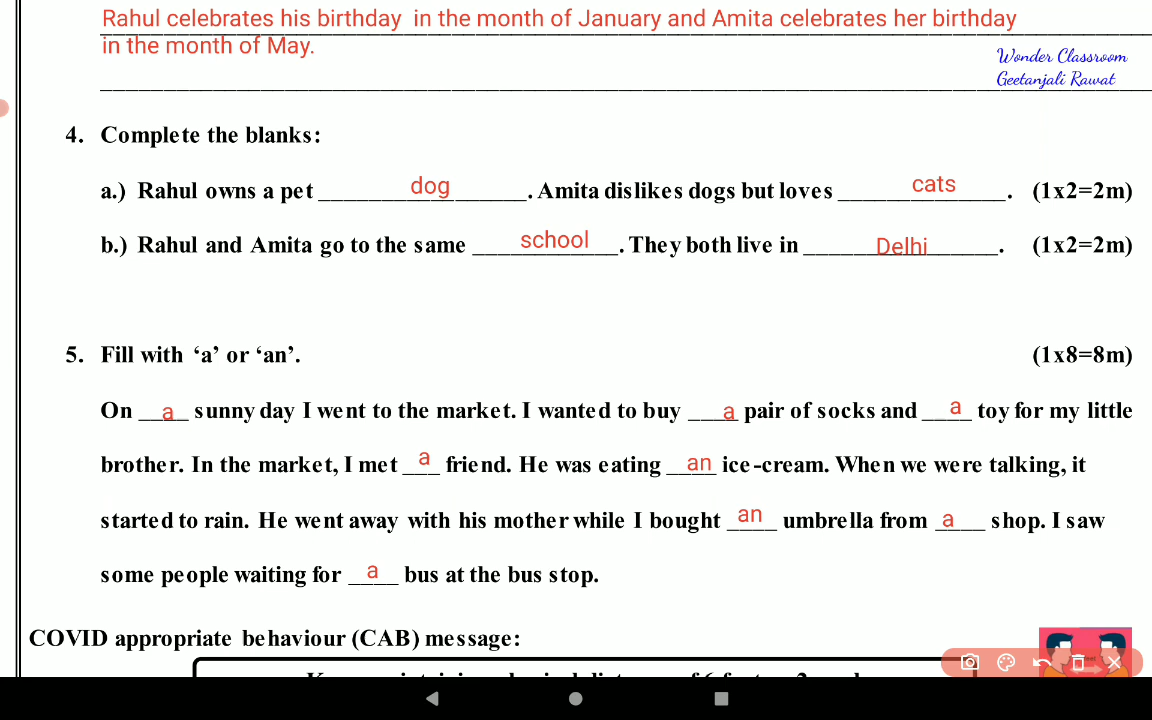 Rahul celebrates his birthday in the month of January and Amita celebrates her birthday
in the month of May.
Wonder Classroom
Geetanjali Rawat
4. Complete the blanks:
a.) Rahul owns a pet dog. Amita dislikes dogs but loves cats. (1x2=2m)
b.) Rahul and Amita go to the same school. They both live in Delhi. (1x2=2m)
5. Fill with ‘a’ or ‘an’. (1x8=8m)
On a sunny day I went to the market. I wanted to buy a pair of socks and a toy for my little
brother. In the market, I met a friend. He was eating an ice-cream. When we were talking, it
started to rain. He went away with his mother while I bought an umbrella from a shop. I saw
some people waiting for a bus at the bus stop.
COVID appropriate behaviour (CAB) message: